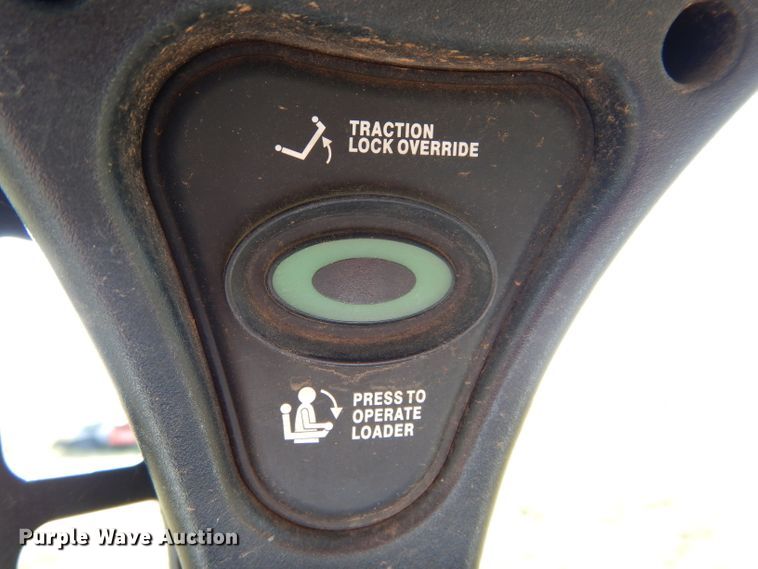 TRACTION
LOCK OVERRIDE
PRESS TO
OPERATE
LOADER
Purple Wave Auction